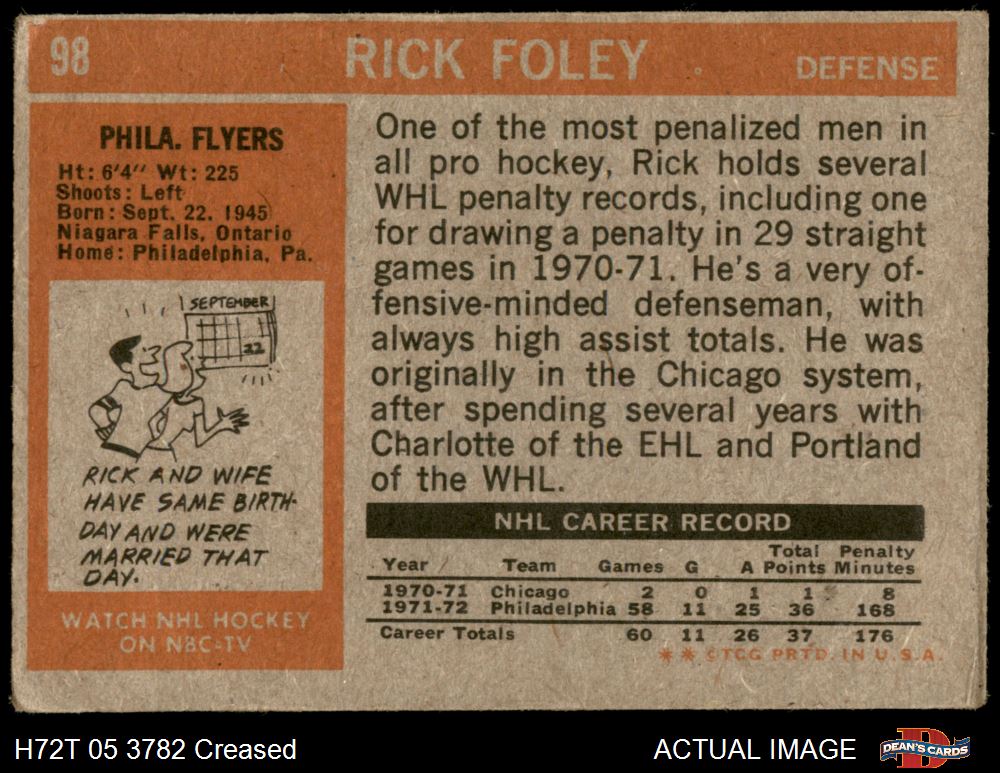 98
RICK FOLEY
DEFENSE
PHILA. FLYERS
Ht: 6'4" Wt: 225
Shoots: Left
Born: Sept. 22. 1945
Niagara Falls, Ontario
Home: Philadelphia, Pa.
SEPTEMBER
22
RICK AND WIFE
HAVE SAME BIRTH-
DAY AND WERE
MARRIED THAT
DAY.
WATCH NHL HOCKEY
ON NBC-TV
One of the most penalized men in
all pro hockey, Rick holds several
WHL penalty records, including one
for drawing a penalty in 29 straight
games in 1970-71. He's a very of-
fensive-minded defenseman, with
always high assist totals. He was
originally in the Chicago system,
after spending several years with
Charlotte of the EHL and Portland
of the WHL.
NHL CAREER RECORD
Year Team Games G A Total Points Penalty Minutes
1970-71 Chicago 2 0 1 1 8
1971-72 Philadelphia 58 11 25 36 168
Career Totals 60 11 26 37 176
** ©TCG PRTD. IN U.S.A.
H72T 05 3782 Creased
ACTUAL IMAGE
DEAN'S CARDS